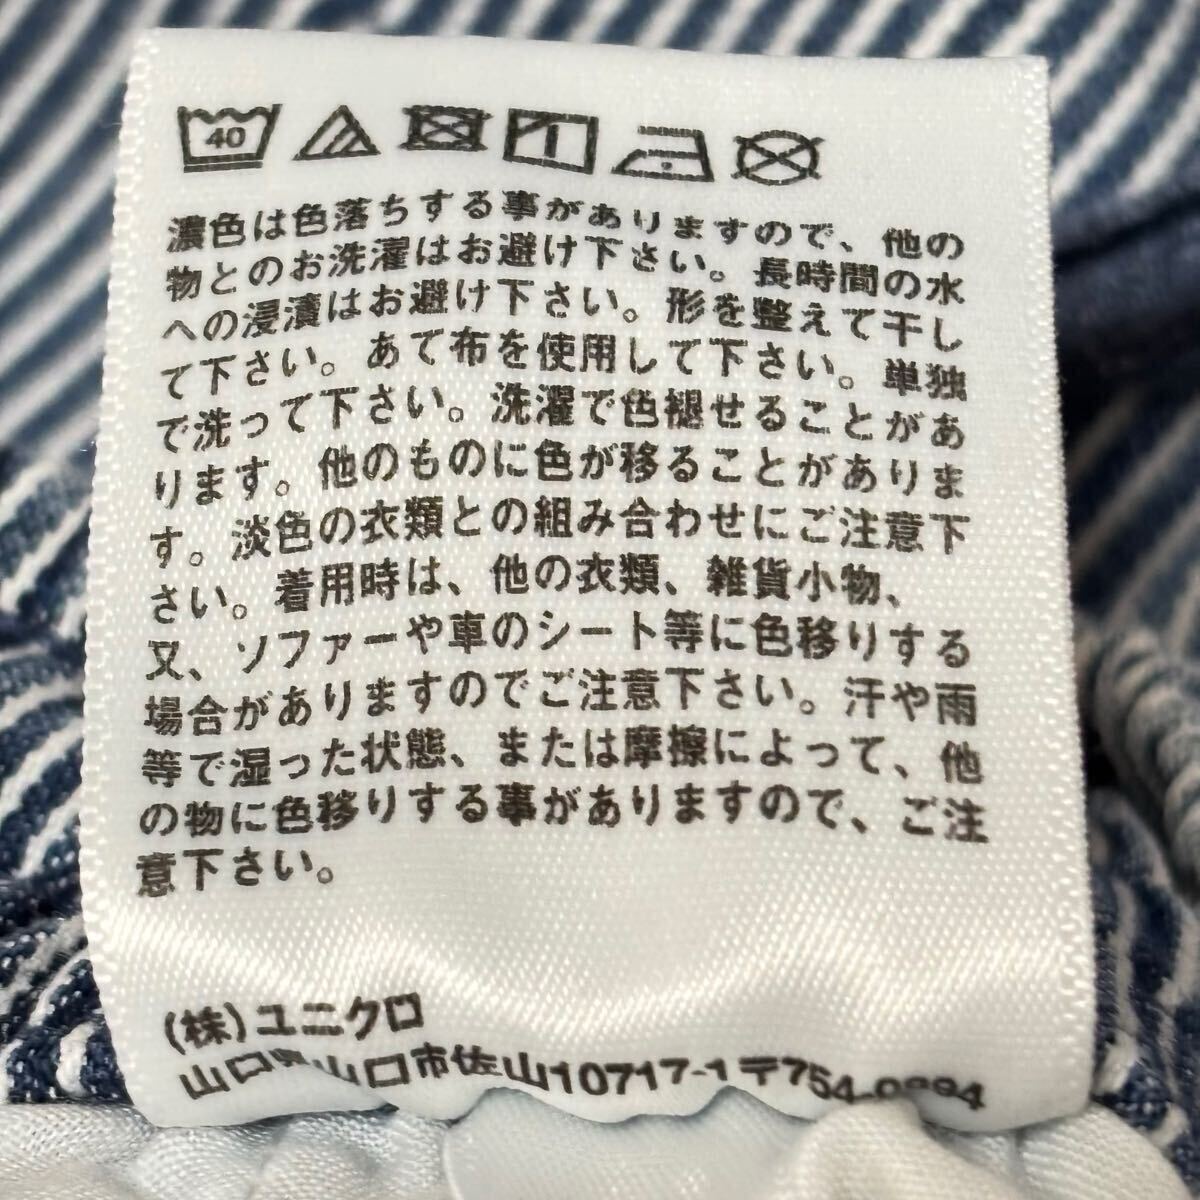 40
濃色は色落ちする事がありますので、他の
物とのお洗濯はお避け下さい。長時間の水
への浸漬はお避け下さい。形を整えて干し
て下さい。あて布を使用して下さい。単独
で洗って下さい。洗濯で色褪せることがあ
ります。他のものに色が移ることがありま
す。淡色の衣類との組み合わせにご注意下
さい。着用時は、他の衣類、雑貨小物、
又、ソファーや車のシート等に色移りする
場合がありますのでご注意下さい。汗や雨
等で湿った状態、または摩擦によって、他
の物に色移りする事がありますので、ご注
意下さい。
(株)ユニクロ
山口県山口市佐山10717-1〒754-0894